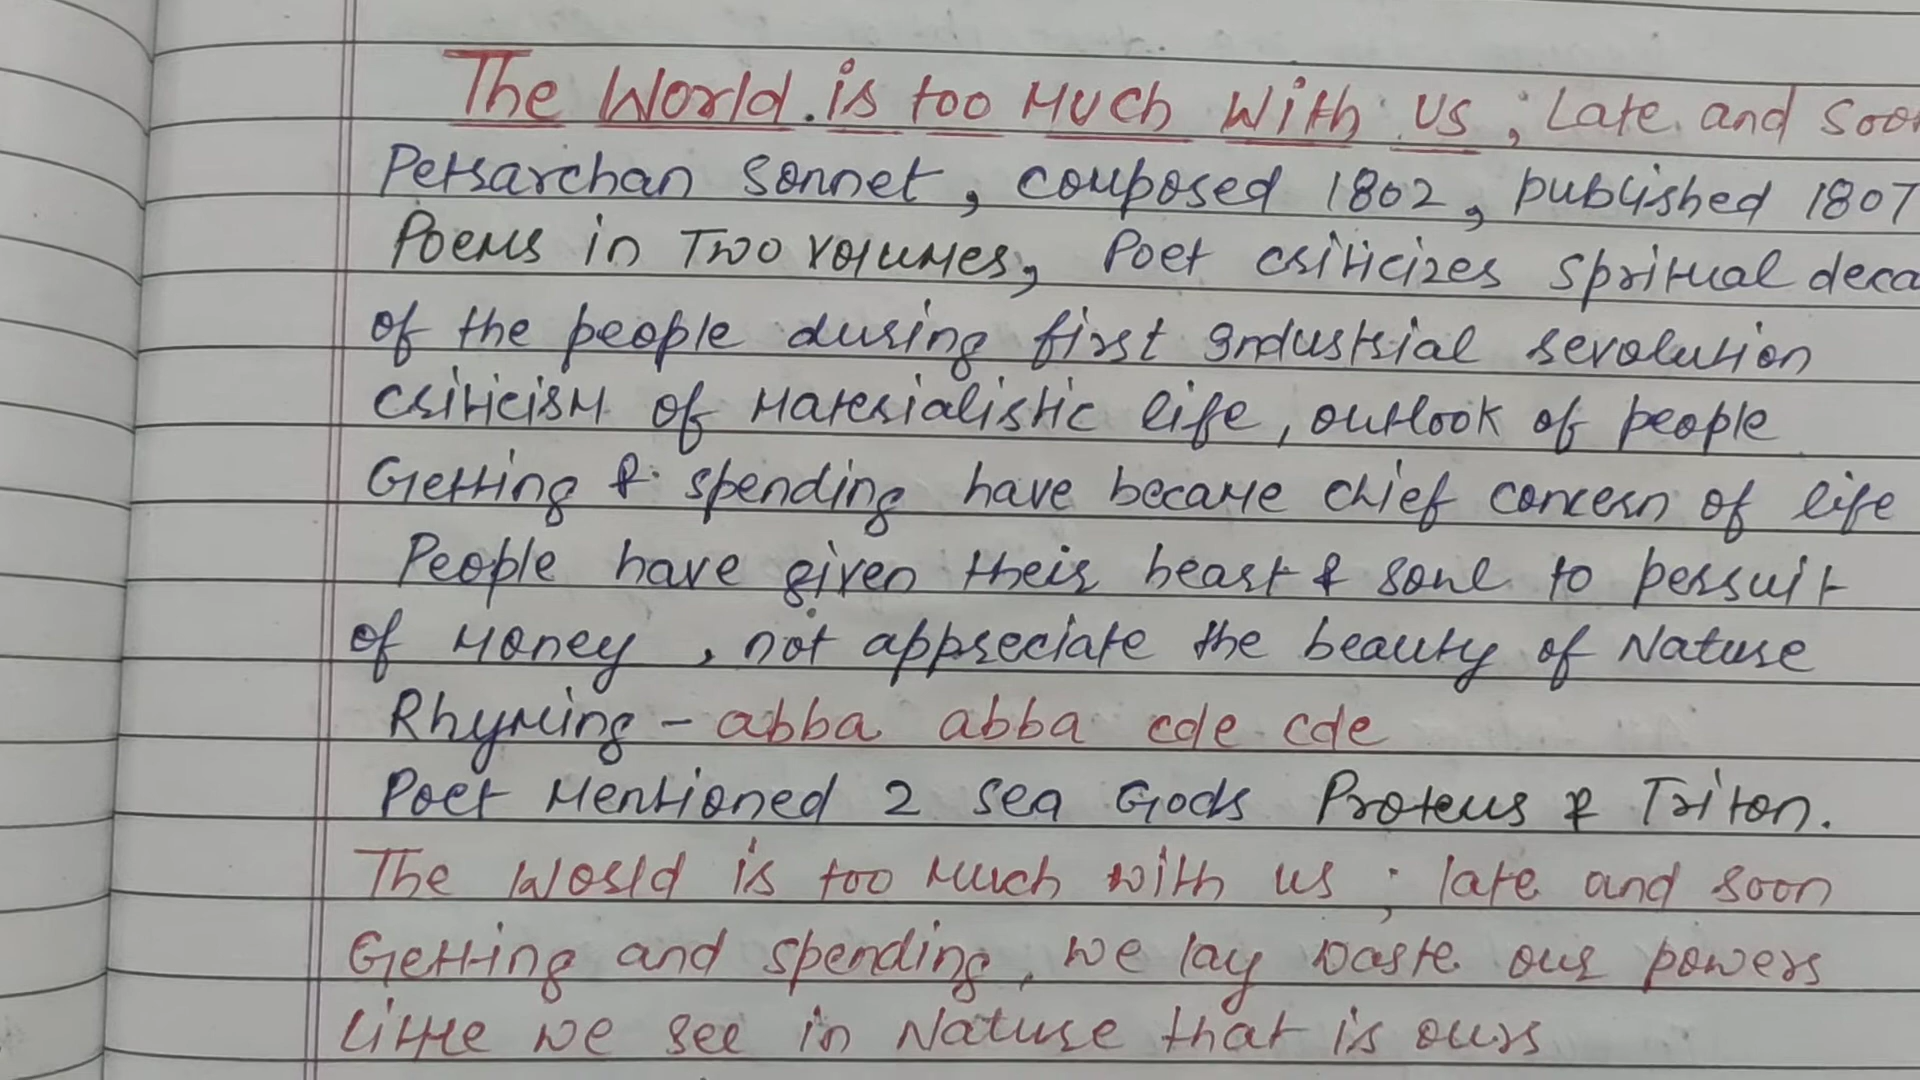 The World is too Much With us ; Late and Soon
Petrarchan Sonnet, composed 1802, published 1807
Poems in Two volumes, Poet criticizes Spritual deca
of the people during first Industrial revolution
criticism of Materialistic life, outlook of people
Getting & spending have became chief concern of life
People have given their heart & soul to persuit
of Money, not appreciate the beauty of Nature
Rhyming - abba abba cde cde
Poet Mentioned 2 Sea Gods Proteus & Triton.
The World is too Much with us ; late and soon
Getting and spending, we lay waste our powers
Little we see in Nature that is ours